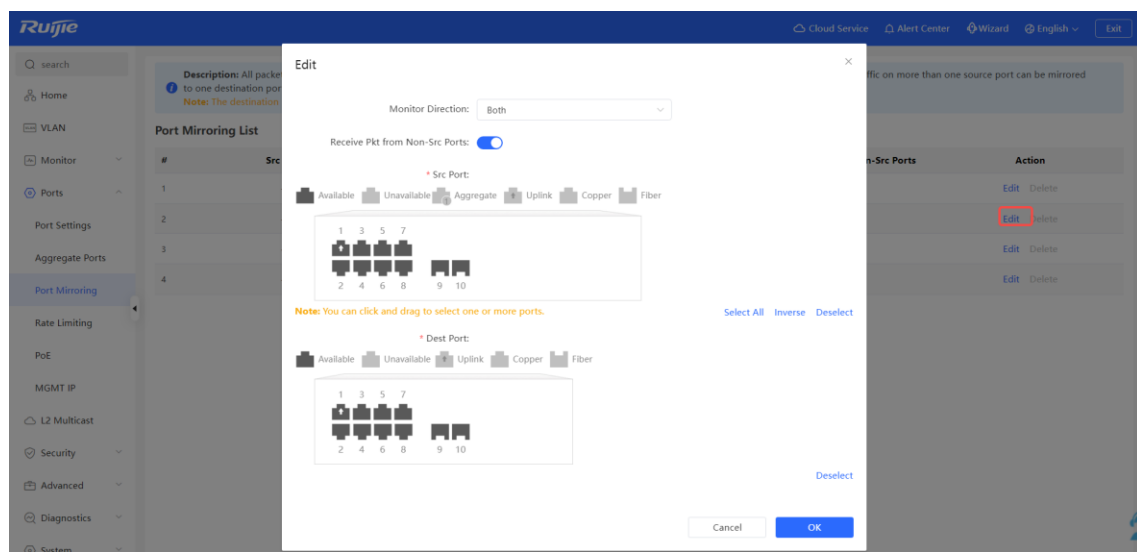 Ruijie
Cloud Service Alert Center Wizard English Exit
search
Home
VLAN
Monitor
Ports
Port Settings
Aggregate Ports
Port Mirroring
Rate Limiting
PoE
MGMT IP
L2 Multicast
Security
Advanced
Diagnostics
System
Description: All packe
to one destination por
Note: The destination
ffic on more than one source port can be mirrored
Port Mirroring List
# Src
n-Src Ports Action
1 Edit Delete
2 Edit Delete
3 Edit Delete
4 Edit Delete
Edit
Monitor Direction: Both
Receive Pkt from Non-Src Ports:
* Src Port:
Available Unavailable Aggregate Uplink Copper Fiber
1 3 5 7
2 4 6 8 9 10
Note: You can click and drag to select one or more ports.
Select All Inverse Deselect
* Dest Port:
Available Unavailable Uplink Copper Fiber
1 3 5 7
2 4 6 8 9 10
Deselect
Cancel OK